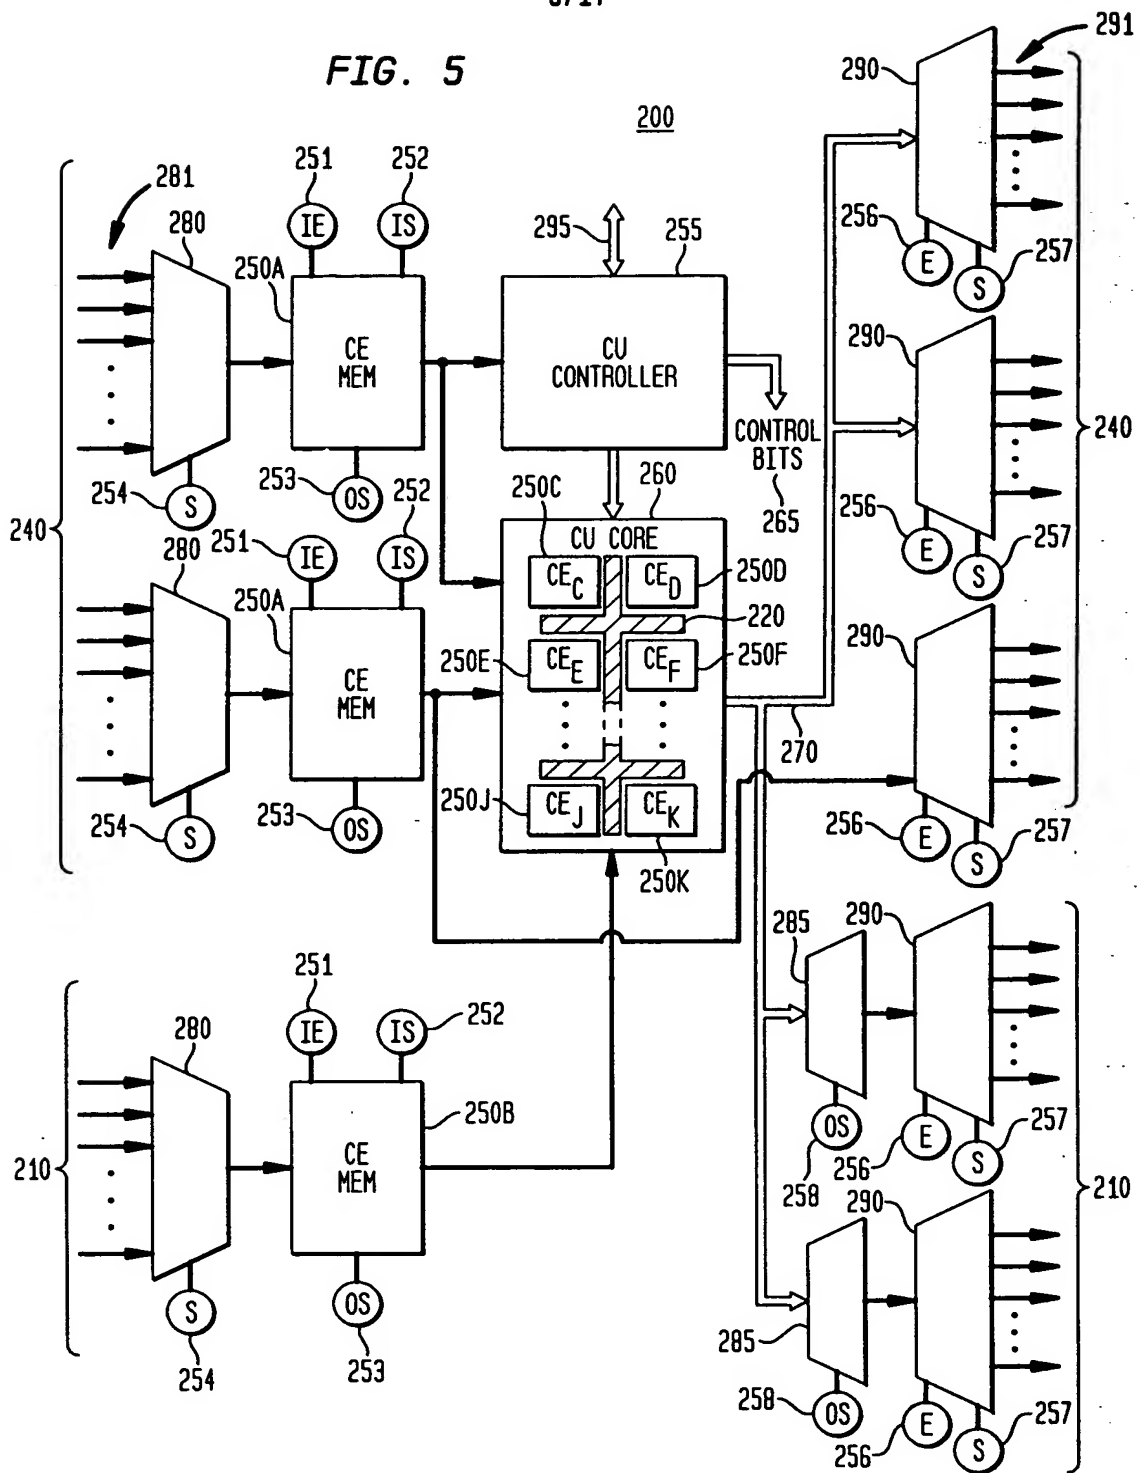 FIG. 5
200
291
290
281
280
251
252
IE
IS
250A
295
255
256
E
257
S
CE
MEM
CU
CONTROLLER
290
240
CONTROL
BITS
265
253
OS
254
S
252
250C
260
256
E
257
S
240
251
280
IE
IS
250A
CU CORE
CE C
CE D
250D
220
290
250E
CE E
CE F
250F
CE
MEM
270
253
OS
254
S
250J
CE J
CE K
250K
256
E
257
S
285
290
251
252
280
IE
IS
250B
CE
MEM
210
OS
258
256
E
257
S
290
210
S
254
OS
253
285
258
OS
256
E
257
S